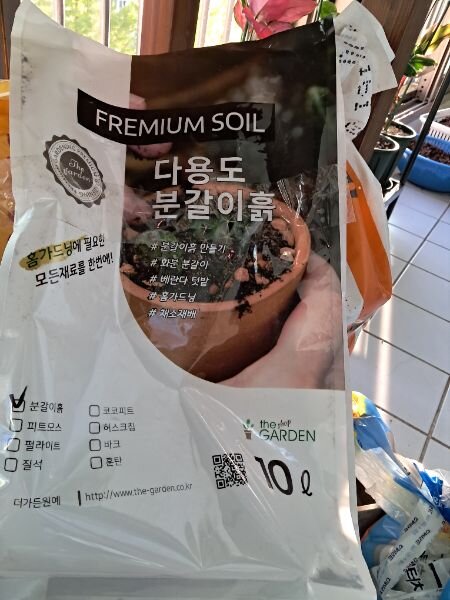 FREMIUM SOIL
다용도
분갈이흙
The
garden
홈가드닝에 필요한
모든재료를 한번에!
# 분갈이흙 만들기
# 화분 분갈이
# 베란다 텃밭
# 홈가드닝
# 채소재배
분갈이흙
피트모스
펄라이트
질석
코코피트
허스크칩
바크
훈탄
the shop
GARDEN
10ℓ
더가든원예
http://www.the-garden.co.kr